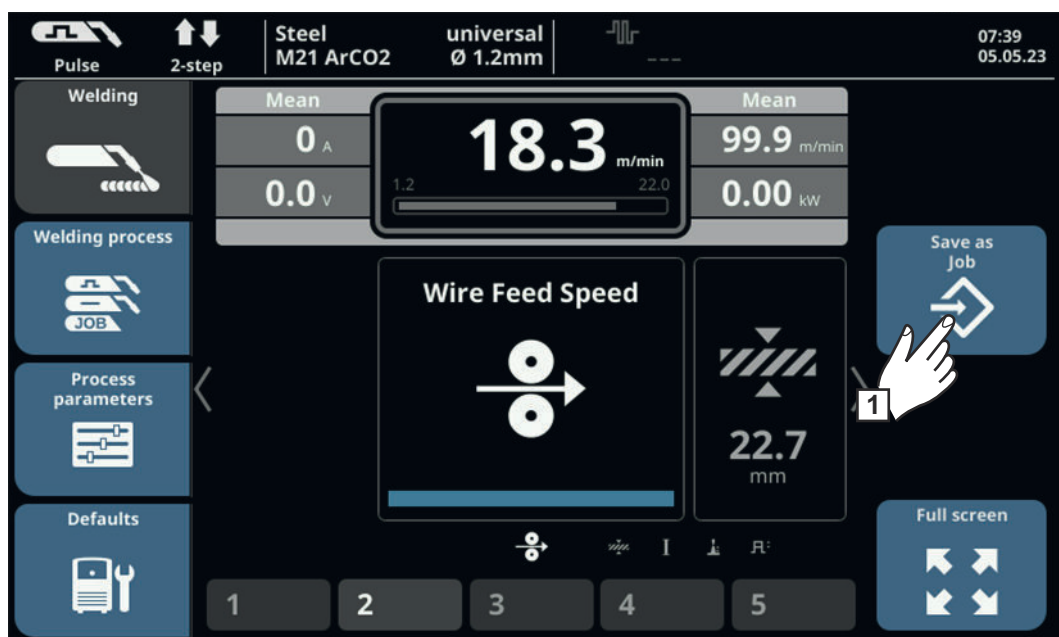 Pulse
2-step
Steel universal
M21 ArCO2 Ø 1.2mm
---
07:39
05.05.23
Welding
Welding process
JOB
Process
parameters
Defaults
Mean
0 A
0.0 V
18.3 m/min
1.2 22.0
Mean
99.9 m/min
0.00 kW
Wire Feed Speed
22.7
mm
Save as
Job
1
Full screen
1 2 3 4 5